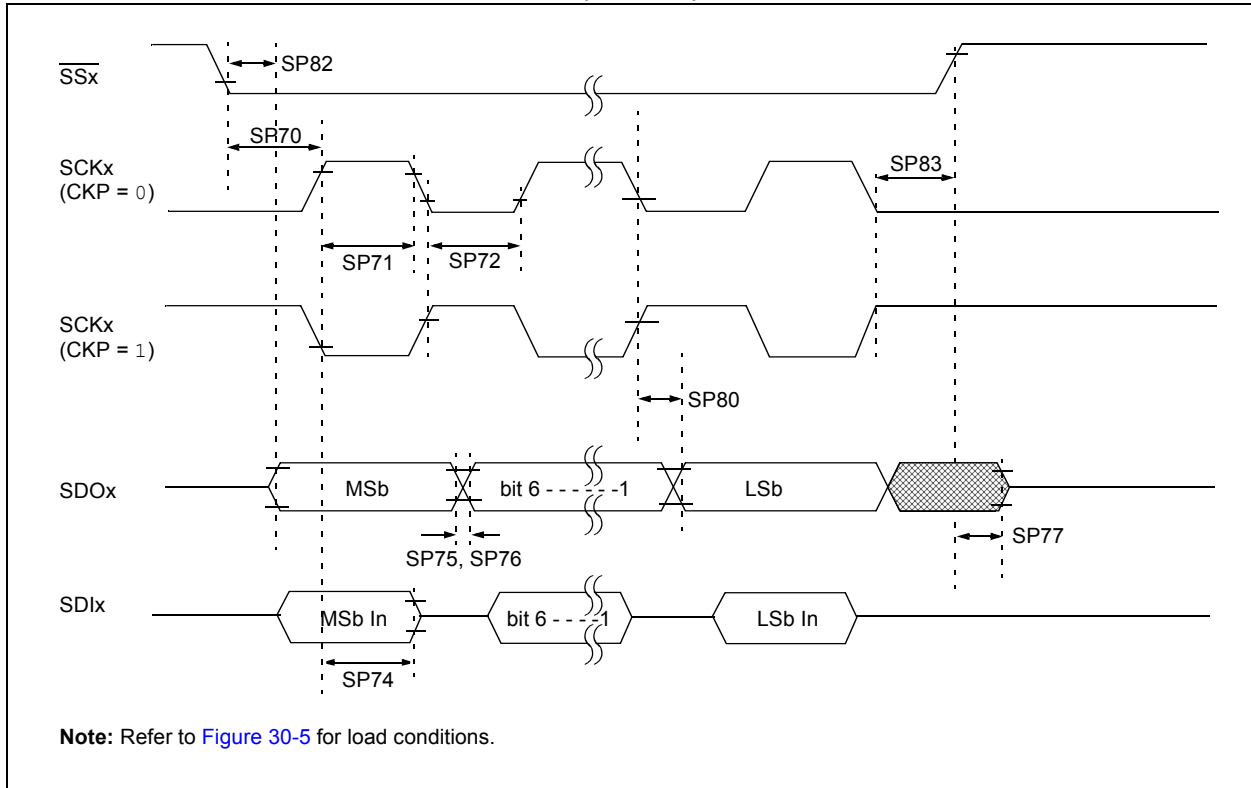 SSx
SP82
SP70
SCKx
(CKP = 0)
SP83
SP71
SP72
SCKx
(CKP = 1)
SP80
SDOx
MSb
bit 6 - - - - - -1
LSb
SP77
SP75, SP76
SDIx
MSb In
bit 6 - - - -1
LSb In
SP74
Note: Refer to Figure 30-5 for load conditions.